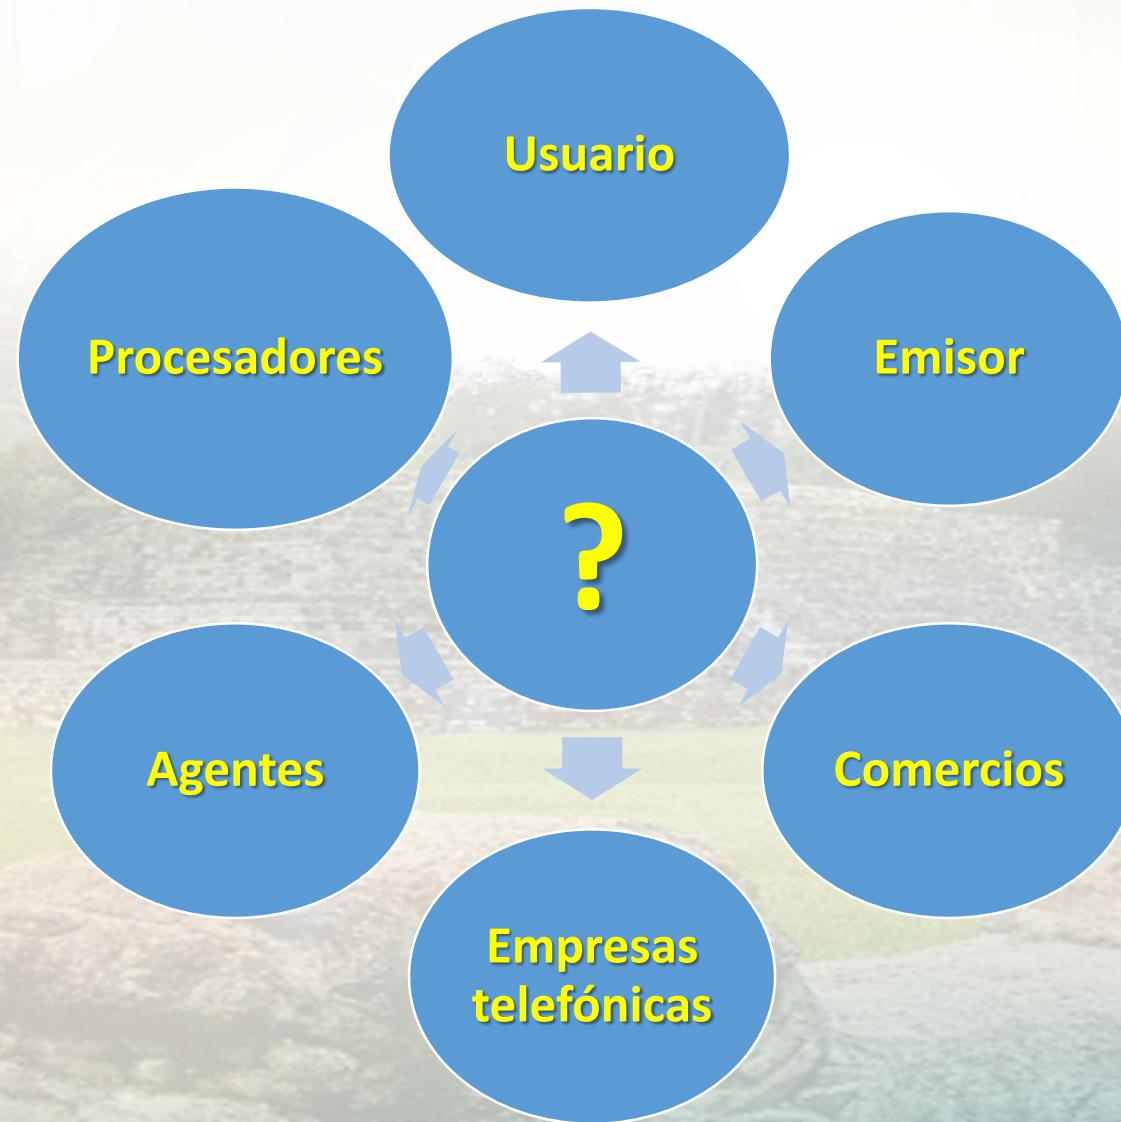 Usuario
Procesadores
Emisor
?
Agentes
Comercios
Empresas
telefónicas